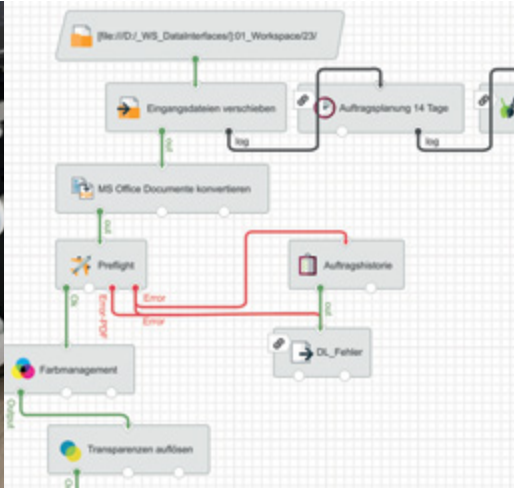 [file:///D:/_WS_DataInterfaces/]:01_Workspace/23/
Eingangsdateien verschieben
Auftragsplanung 14 Tage
out
log
log
MS Office Documente konvertieren
out
Preflight
Auftragshistorie
Ok
Error-PDF
Error
Error
out
DL_Fehler
Farbmanagement
Output
Transparenzen auflösen